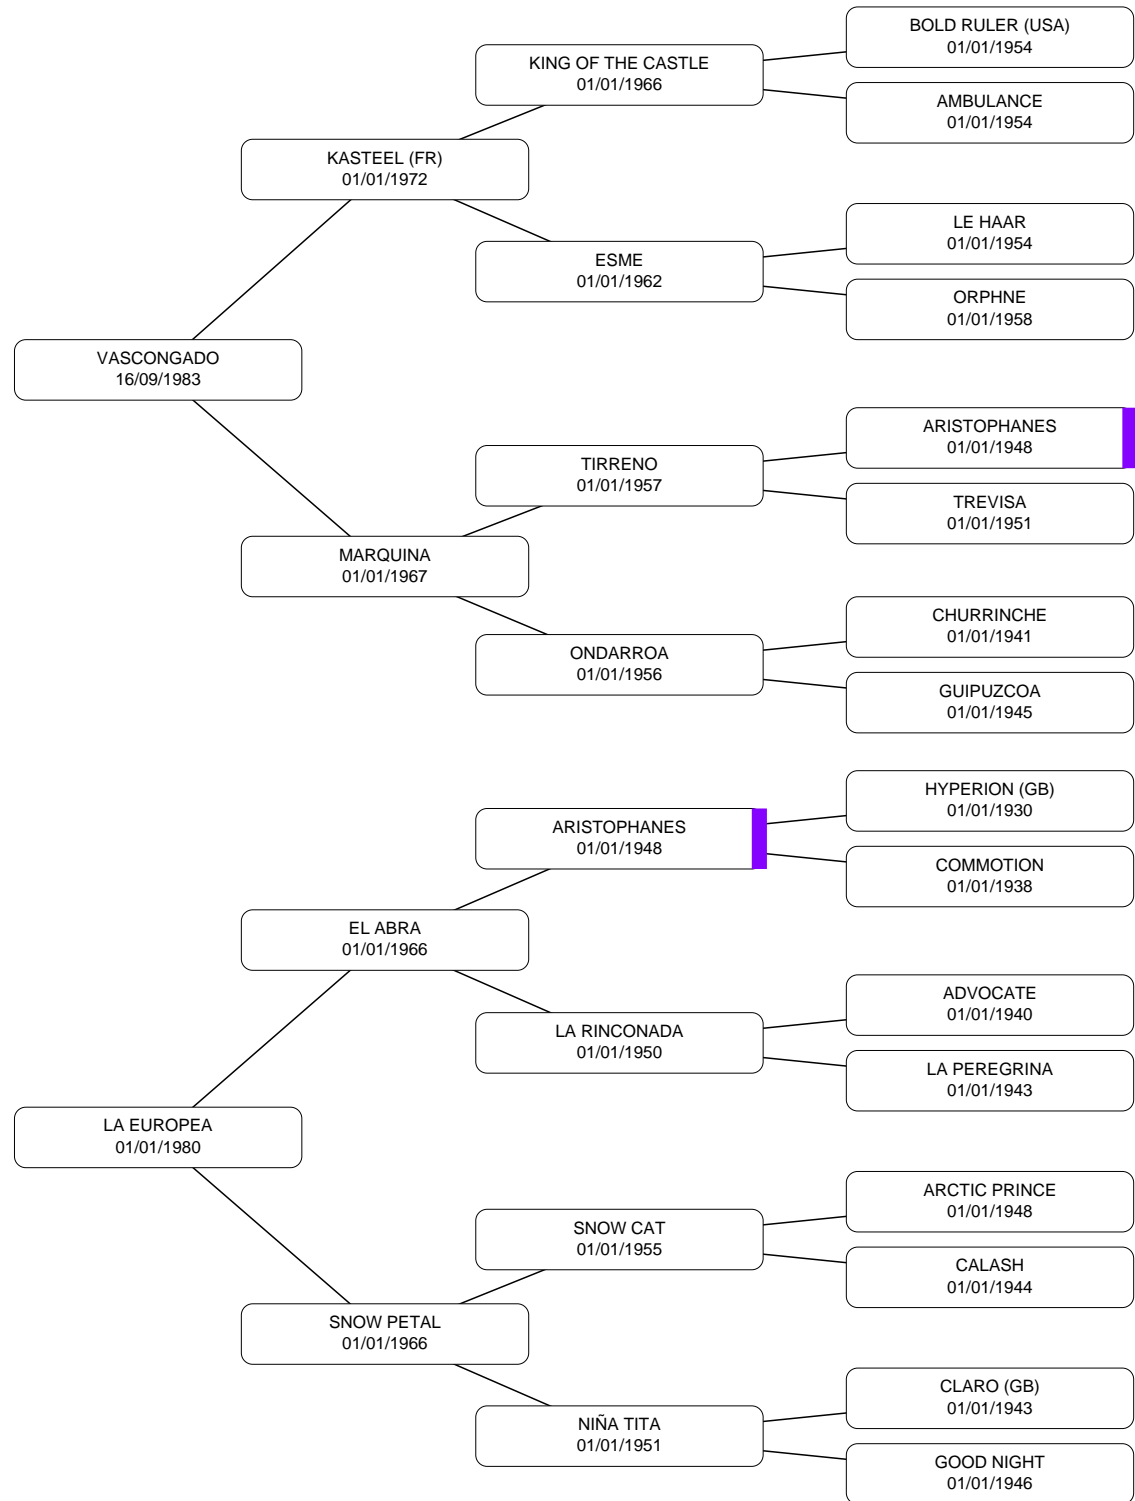 BOLD RULER (USA)
01/01/1954
KING OF THE CASTLE
01/01/1966
AMBULANCE
01/01/1954
KASTEEL (FR)
01/01/1972
LE HAAR
01/01/1954
ESME
01/01/1962
ORPHNE
01/01/1958
VASCONGADO
16/09/1983
ARISTOPHANES
01/01/1948
TIRRENO
01/01/1957
TREVISA
01/01/1951
MARQUINA
01/01/1967
CHURRINCHE
01/01/1941
ONDARROA
01/01/1956
GUIPUZCOA
01/01/1945
HYPERION (GB)
01/01/1930
ARISTOPHANES
01/01/1948
COMMOTION
01/01/1938
EL ABRA
01/01/1966
ADVOCATE
01/01/1940
LA RINCONADA
01/01/1950
LA PEREGRINA
01/01/1943
LA EUROPEA
01/01/1980
ARCTIC PRINCE
01/01/1948
SNOW CAT
01/01/1955
CALASH
01/01/1944
SNOW PETAL
01/01/1966
CLARO (GB)
01/01/1943
NIÑA TITA
01/01/1951
GOOD NIGHT
01/01/1946